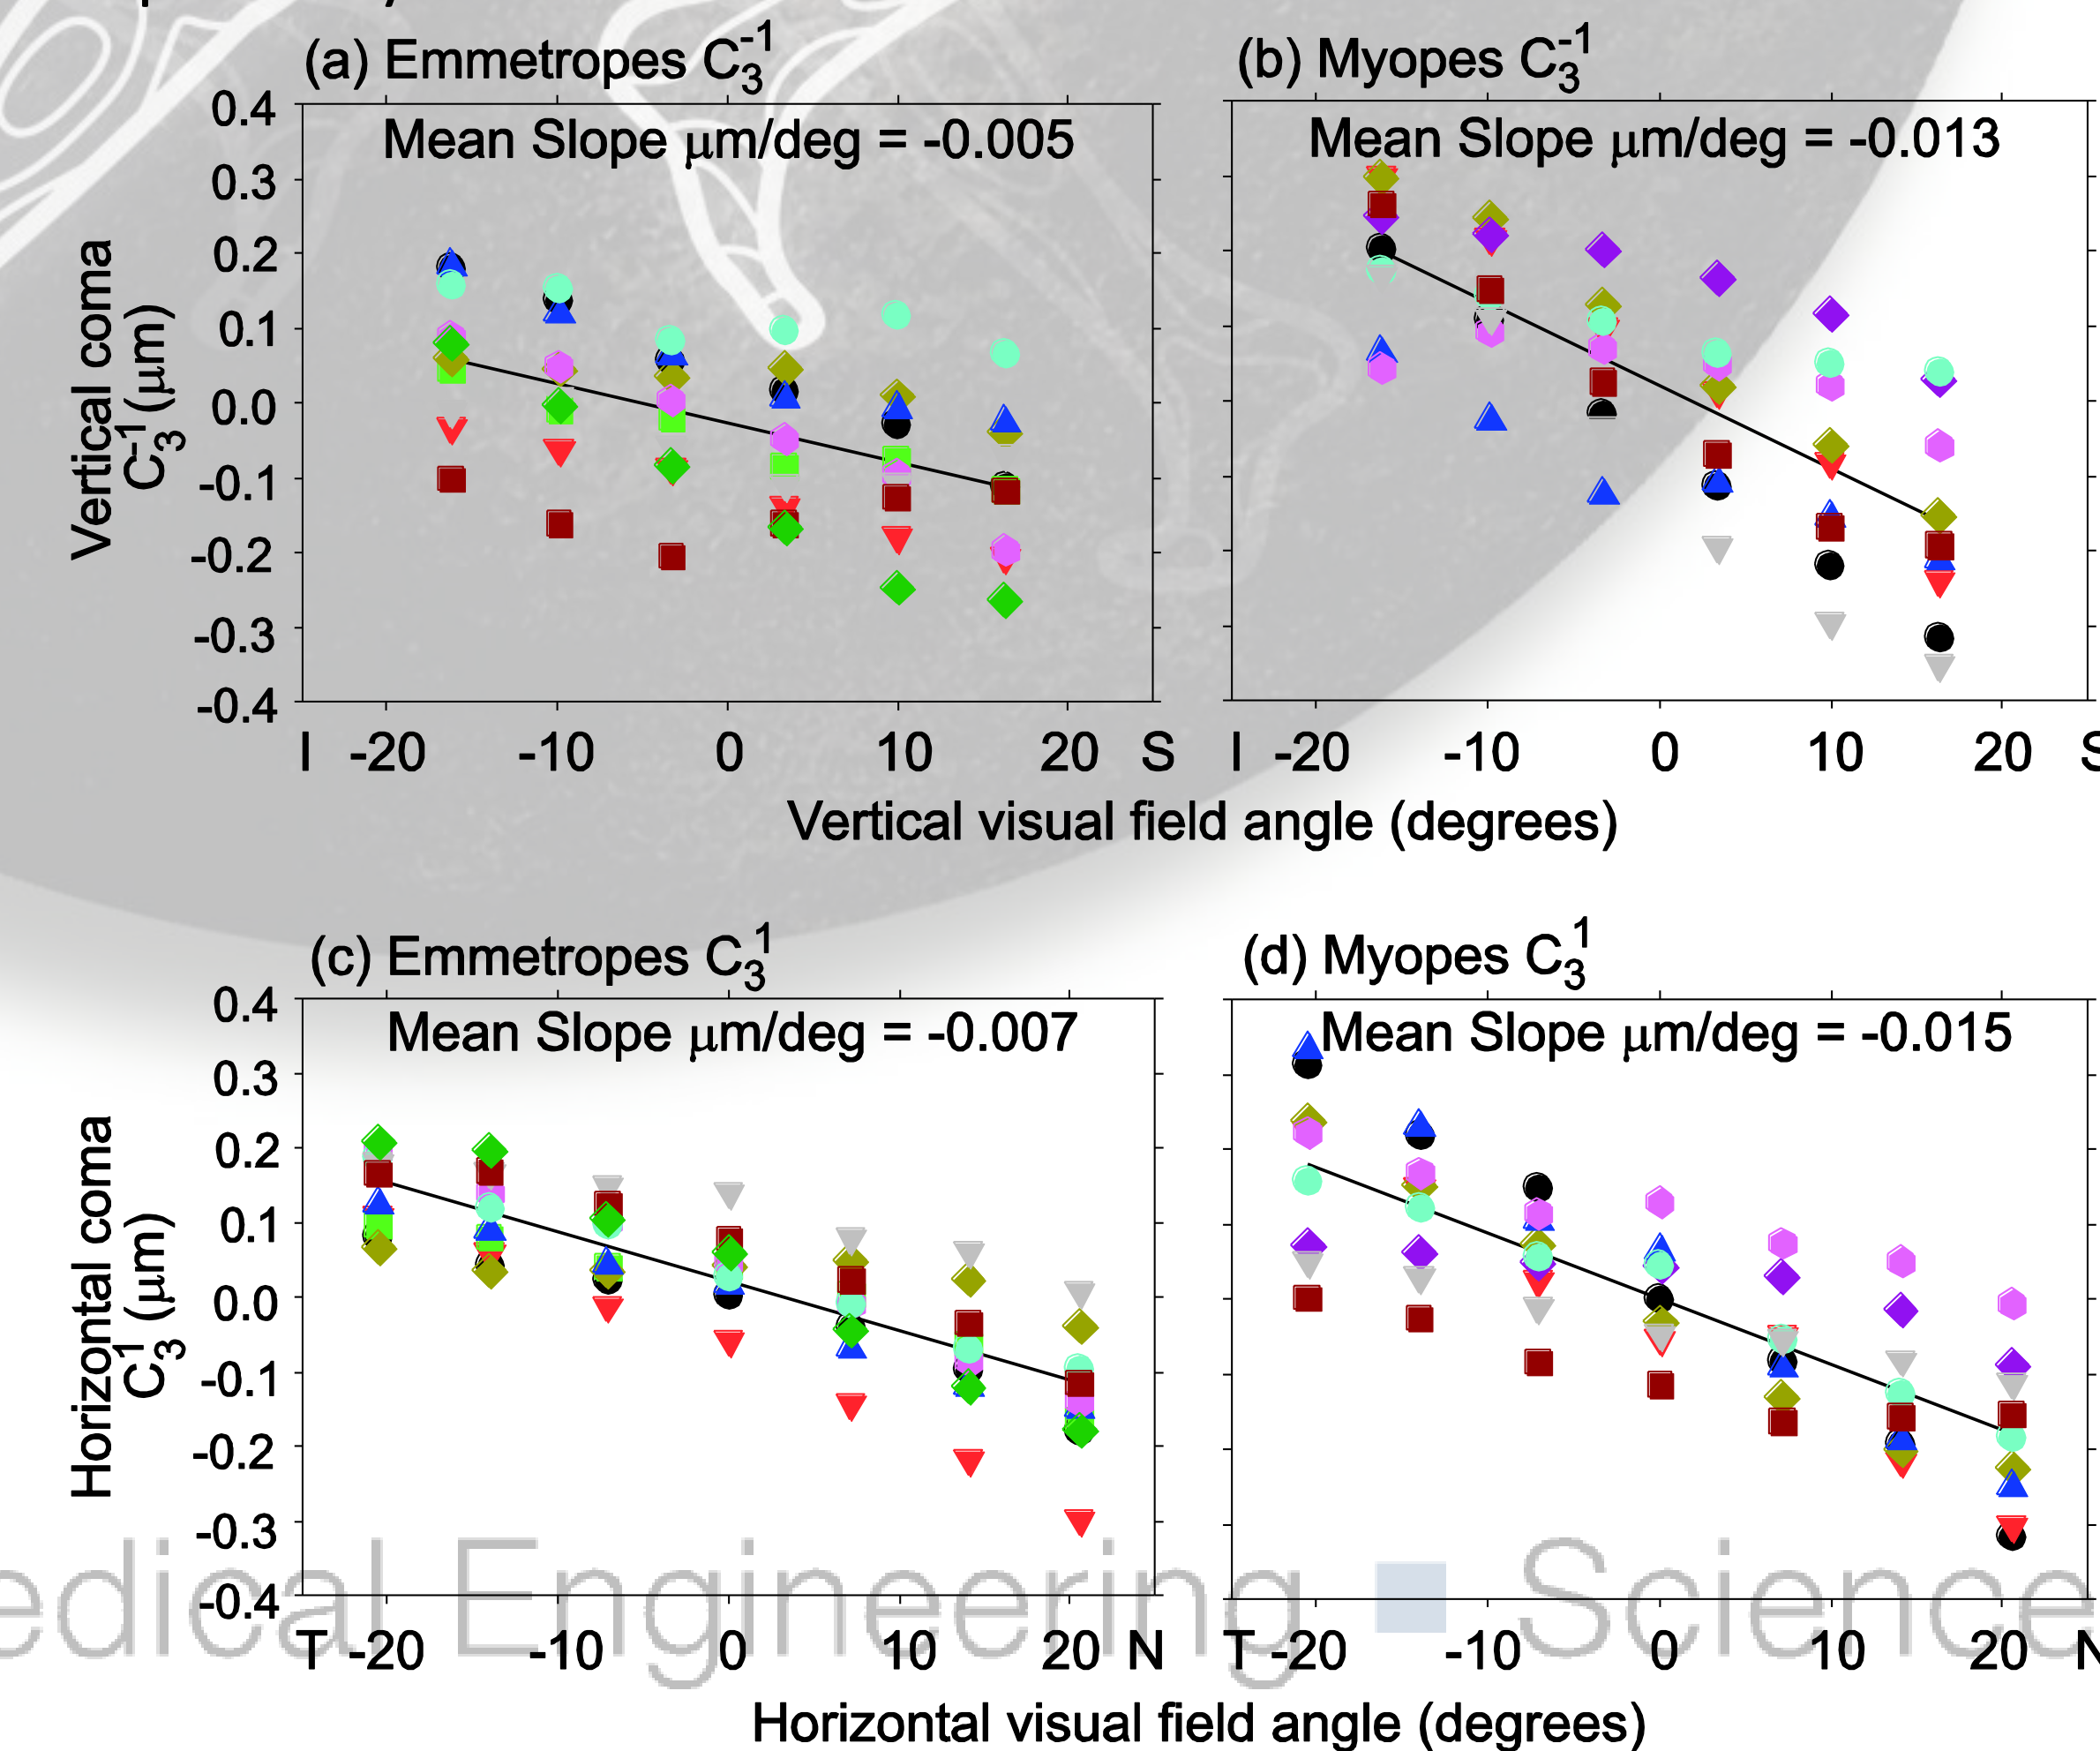 (a) Emmetropes C₃⁻¹
(b) Myopes C₃⁻¹
Mean Slope μm/deg = -0.005
Mean Slope μm/deg = -0.013
Vertical coma
C₃⁻¹ (μm)
0.4
0.3
0.2
0.1
0.0
-0.1
-0.2
-0.3
-0.4
I -20 -10 0 10 20 S
I -20 -10 0 10 20 S
Vertical visual field angle (degrees)
(c) Emmetropes C₃¹
(d) Myopes C₃¹
Mean Slope μm/deg = -0.007
Mean Slope μm/deg = -0.015
Horizontal coma
C₃¹ (μm)
0.4
0.3
0.2
0.1
0.0
-0.1
-0.2
-0.3
-0.4
edical Engineering Science
T -20 -10 0 10 20 N
T -20 -10 0 10 20 N
Horizontal visual field angle (degrees)